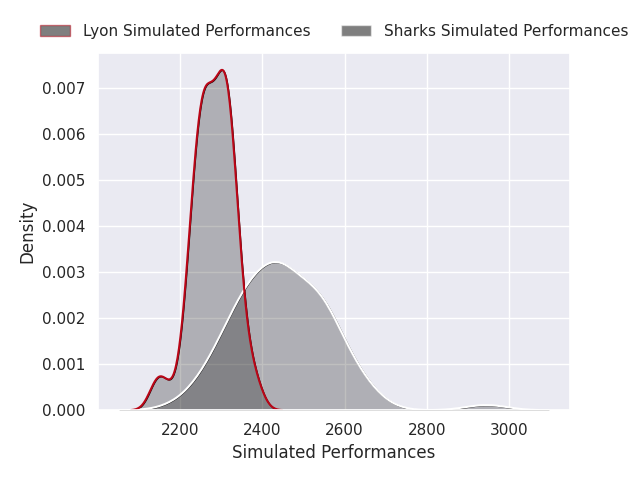 Lyon Simulated Performances Sharks Simulated Performances
0.007
0.006
0.005
0.004
0.003
0.002
0.001
0.000
Density
2200 2400 2600 2800 3000
Simulated Performances